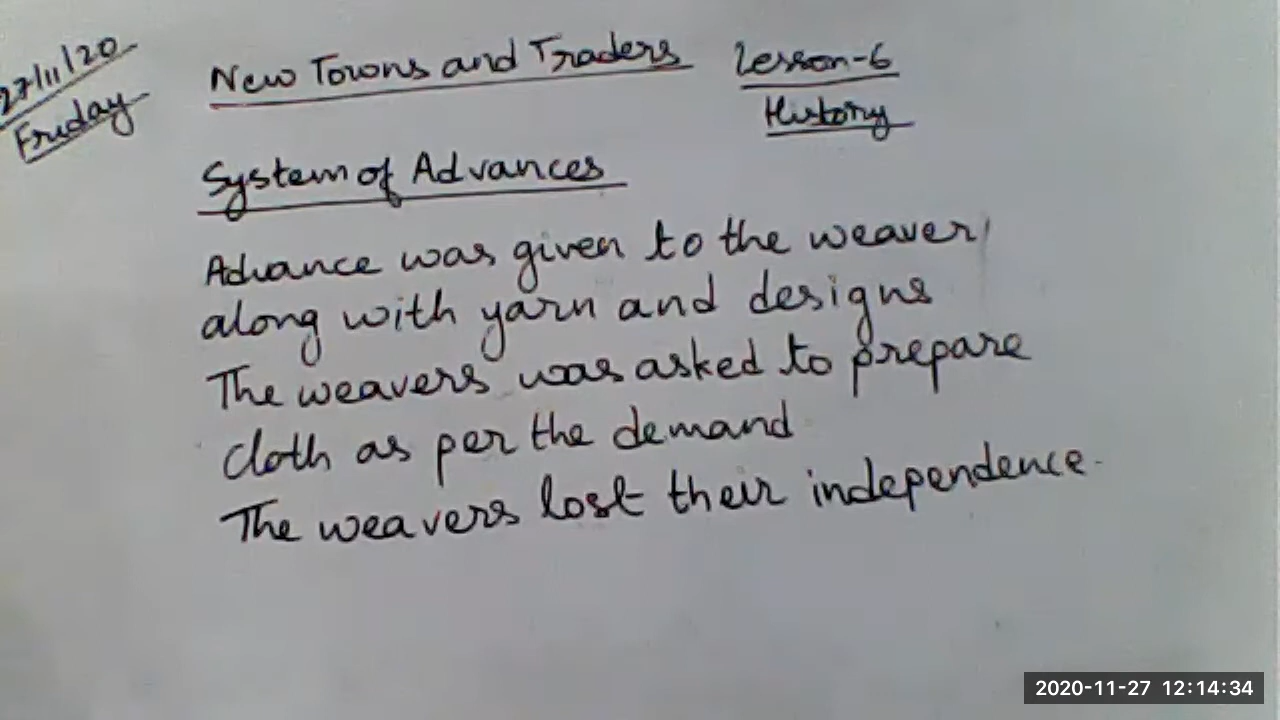 27/11/20
Friday
New Towns and Traders
Lesson-6
History
System of Advances
Advance was given to the weaver
along with yarn and designs
The weavers was asked to prepare
cloth as per the demand
The weavers lost their independence.
2020-11-27 12:14:34